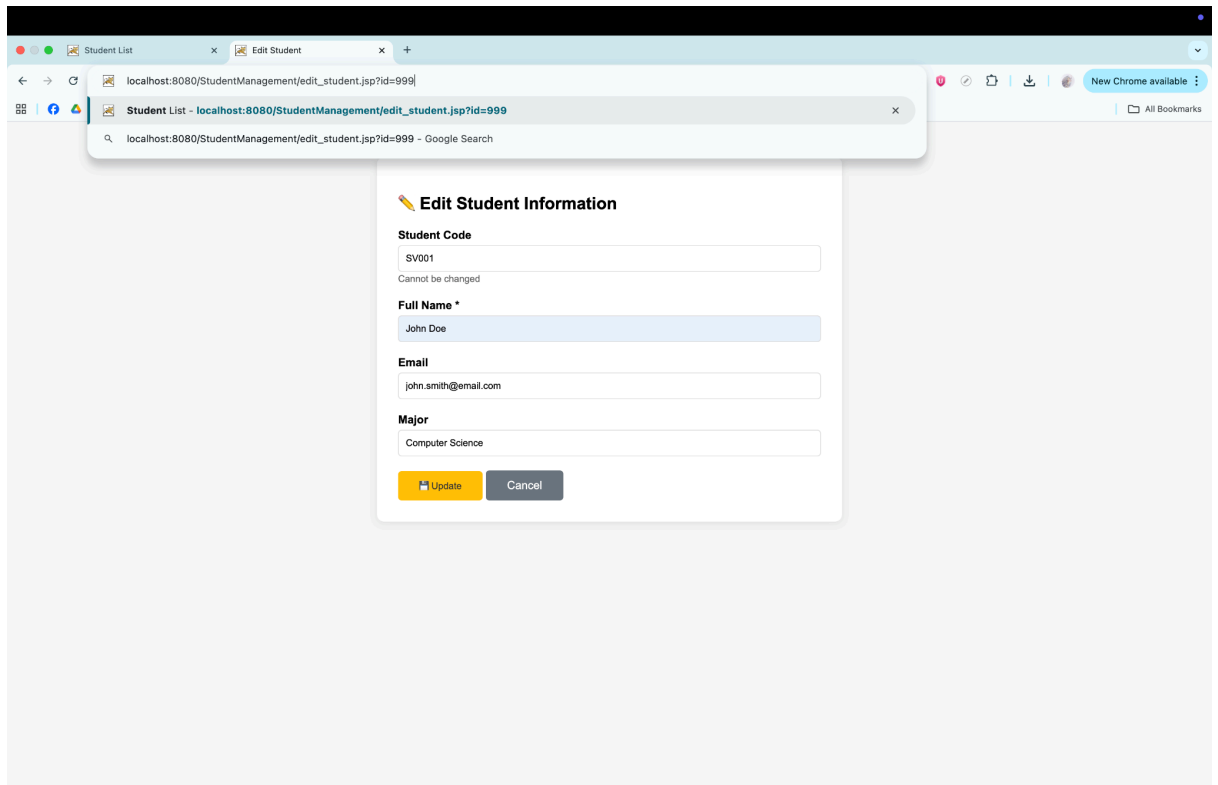 Student List
Edit Student
localhost:8080/StudentManagement/edit_student.jsp?id=999
New Chrome available
Student List - localhost:8080/StudentManagement/edit_student.jsp?id=999
All Bookmarks
localhost:8080/StudentManagement/edit_student.jsp?id=999 - Google Search
✏️ Edit Student Information
Student Code
SV001
Cannot be changed
Full Name *
John Doe
Email
john.smith@email.com
Major
Computer Science
💾 Update
Cancel